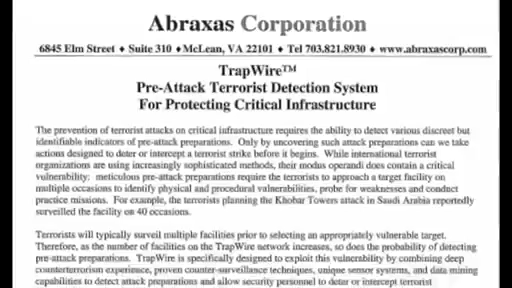 Abraxas Corporation
6845 Elm Street ♦ Suite 310 ♦ McLean, VA 22101 ♦ Tel 703.821.8930 ♦ www.abraxascorp.com
TrapWire™
Pre-Attack Terrorist Detection System
For Protecting Critical Infrastructure
The prevention of terrorist attacks on critical infrastructure requires the ability to detect various discreet but
identifiable indicators of pre-attack preparations. Only by uncovering such attack preparations can we take
actions designed to deter or intercept a terrorist strike before it begins. While international terrorist
organizations are using increasingly sophisticated methods, their modus operandi does contain a critical
vulnerability: meticulous pre-attack preparations require the terrorists to approach a target facility on
multiple occasions to identify physical and procedural vulnerabilities, probe for weaknesses and conduct
practice missions. For example, the terrorists planning the Khobar Towers attack in Saudi Arabia reportedly
surveilled the facility on 40 occasions.
Terrorists will typically surveil multiple facilities prior to selecting an appropriately vulnerable target.
Therefore, as the number of facilities on the TrapWire network increases, so does the probability of detecting
pre-attack preparations. TrapWire is specifically designed to exploit this vulnerability by combining deep
counterterrorism experience, proven counter-surveillance techniques, unique sensor systems, and data mining
capabilities to detect attack preparations and allow security personnel to deter or intercept terrorist